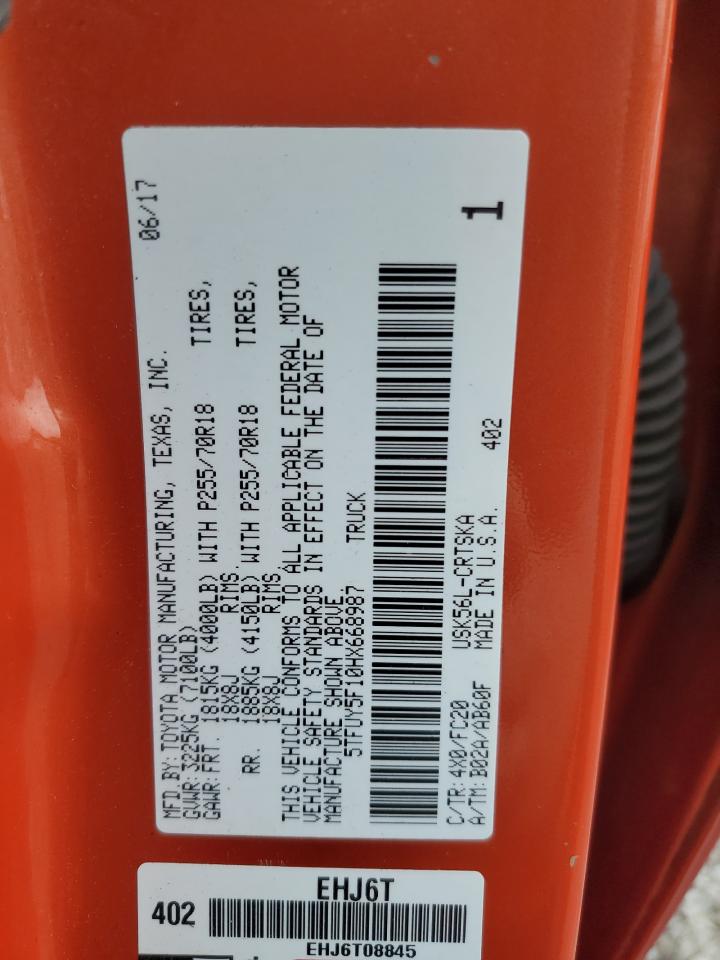 MFD.BY:TOYOTA MOTOR MANUFACTURING, TEXAS, INC. 06/17
GVWR:3225KG (7100LB)
GAWR:FRT. 1815KG (4000LB) WITH P255/70R18 TIRES,
18X8J RIMS.
RR. 1885KG (4150LB) WITH P255/70R18 TIRES,
18X8J RIMS.
THIS VEHICLE CONFORMS TO ALL APPLICABLE FEDERAL MOTOR
VEHICLE SAFETY STANDARDS IN EFFECT ON THE DATE OF
MANUFACTURE SHOWN ABOVE.
5TFUY5F10HX668987 TRUCK
C/TR:4X0/FC20 USK56L-CRTSKA 1
A/TM:B02A/AB60F MADE IN U.S.A. 402
EHJ6T
402
EHJ6T08845